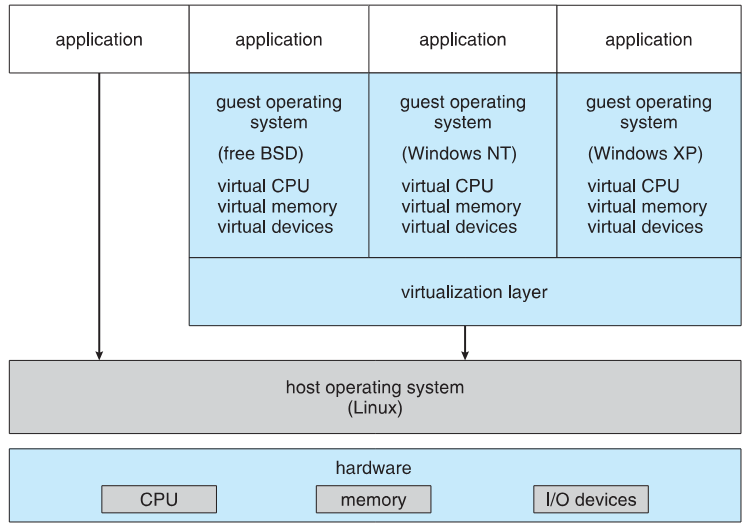 application
application
application
application
guest operating
system
(free BSD)
virtual CPU
virtual memory
virtual devices
guest operating
system
(Windows NT)
virtual CPU
virtual memory
virtual devices
guest operating
system
(Windows XP)
virtual CPU
virtual memory
virtual devices
virtualization layer
host operating system
(Linux)
hardware
CPU
memory
I/O devices